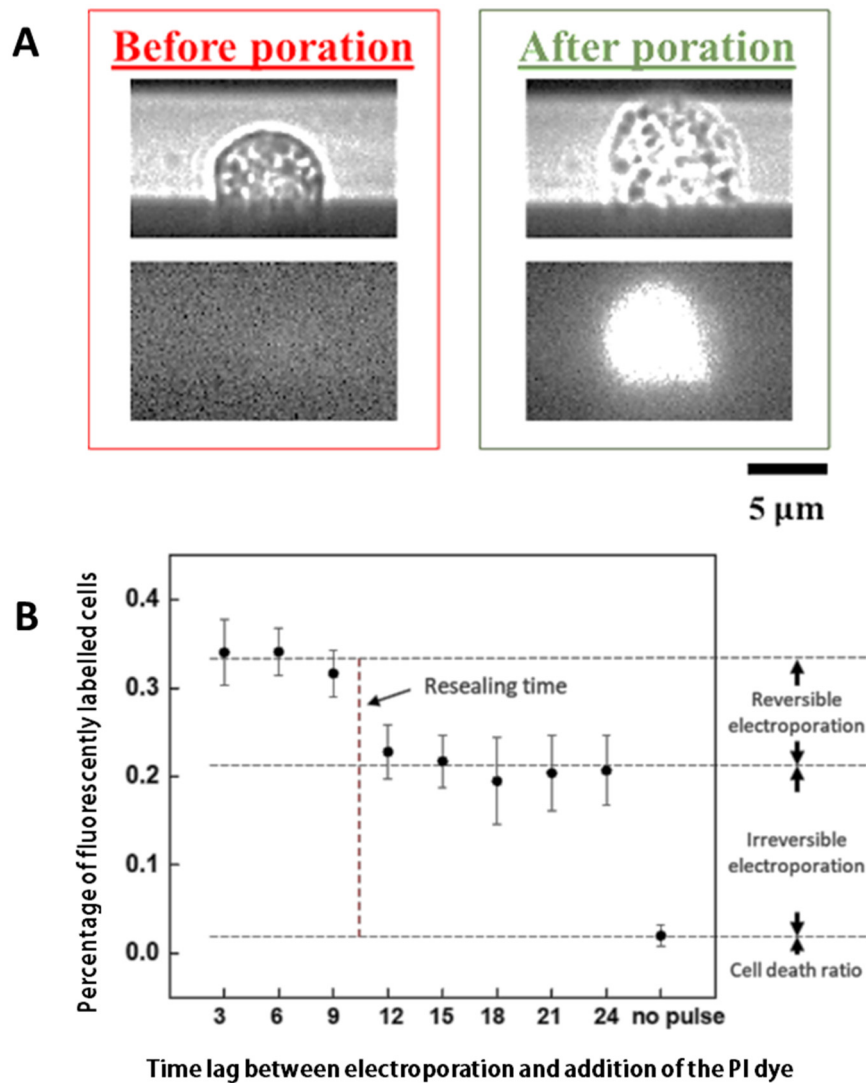 A
Before poration
After poration
5 μm
B
Percentage of fluorescently labelled cells
0.4
0.3
0.2
0.1
0.0
Resealing time
Reversible
electroporation
Irreversible
electroporation
Cell death ratio
3 6 9 12 15 18 21 24 no pulse
Time lag between electroporation and addition of the PI dye